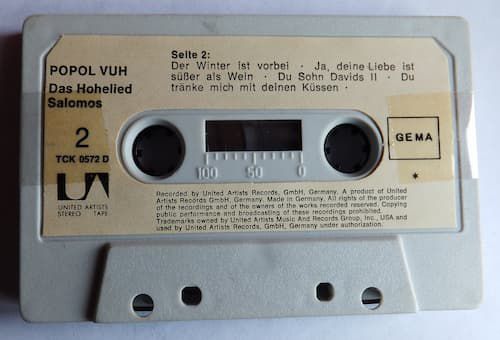 POPOL VUH
Das Hohelied
Salomos
2
TCK 0572 D
UA
UNITED ARTISTS
STEREO TAPE
Seite 2:
Der Winter ist vorbei · Ja, deine Liebe ist
süßer als Wein · Du Sohn Davids II · Du
tränke mich mit deinen Küssen ·
100 50 0
GEMA
*
Recorded by United Artists Records, GmbH, Germany. A product of United
Artists Records GmbH, Germany. Made in Germany. All rights of the producer
of the recordings and of the owners of the works recorded reserved. Copying
public performance and broadcasting of these recordings prohibited.
Trademarks owned by United Artists Music And Records Group, Inc., USA and
used by United Artists Records, GmbH, Germany under authorization.